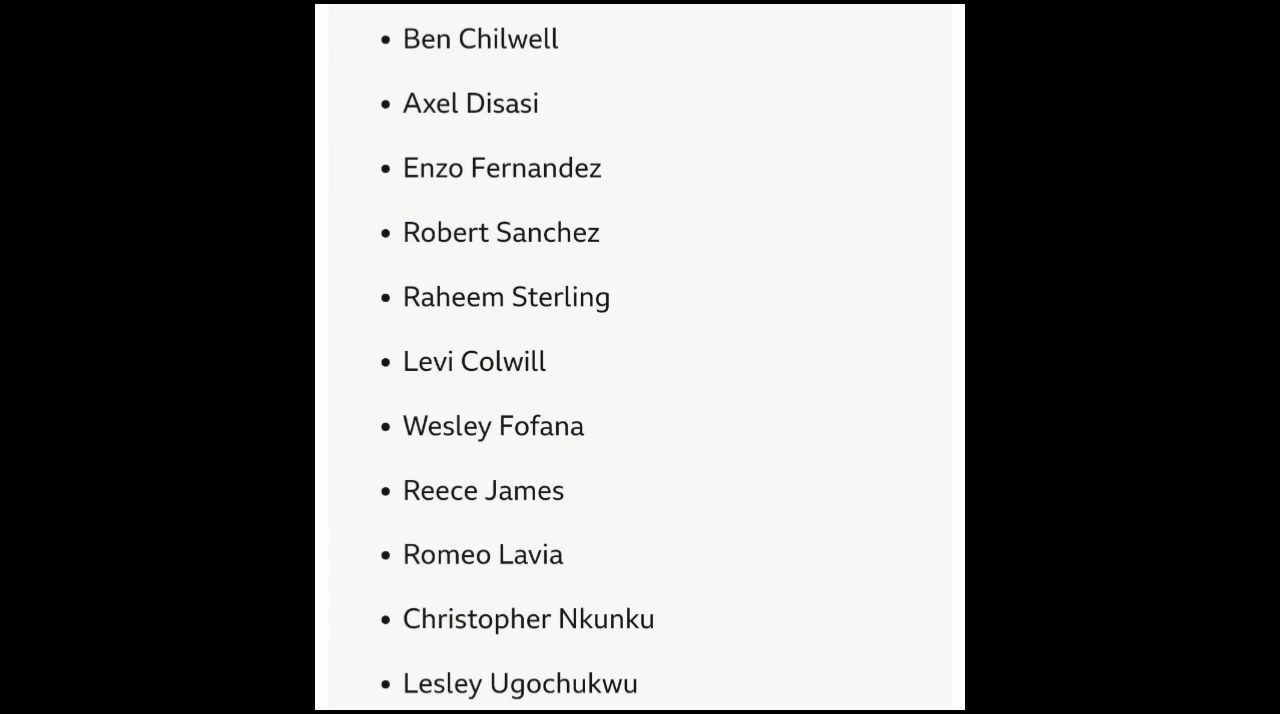 • Ben Chilwell
• Axel Disasi
• Enzo Fernandez
• Robert Sanchez
• Raheem Sterling
• Levi Colwill
• Wesley Fofana
• Reece James
• Romeo Lavia
• Christopher Nkunku
• Lesley Ugochukwu